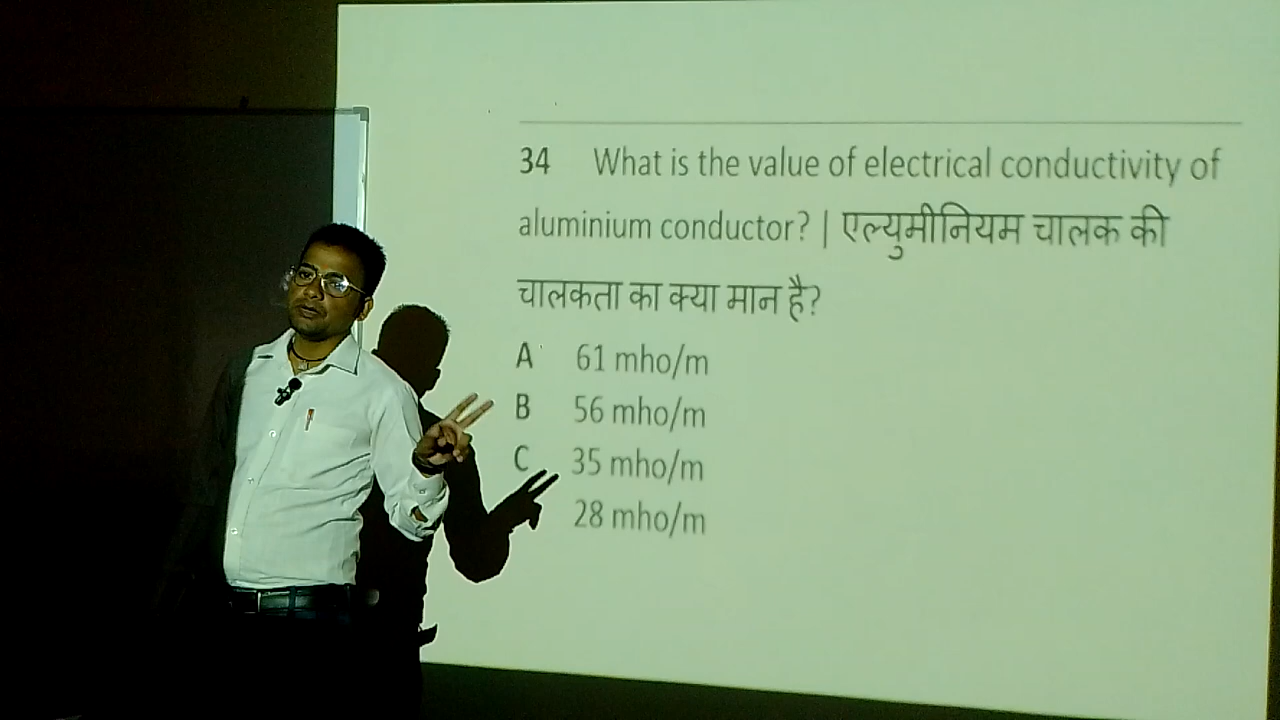 34 What is the value of electrical conductivity of
aluminium conductor? | एल्युमीनियम चालक की
चालकता का क्या मान है?
A 61 mho/m
B 56 mho/m
C 35 mho/m
28 mho/m